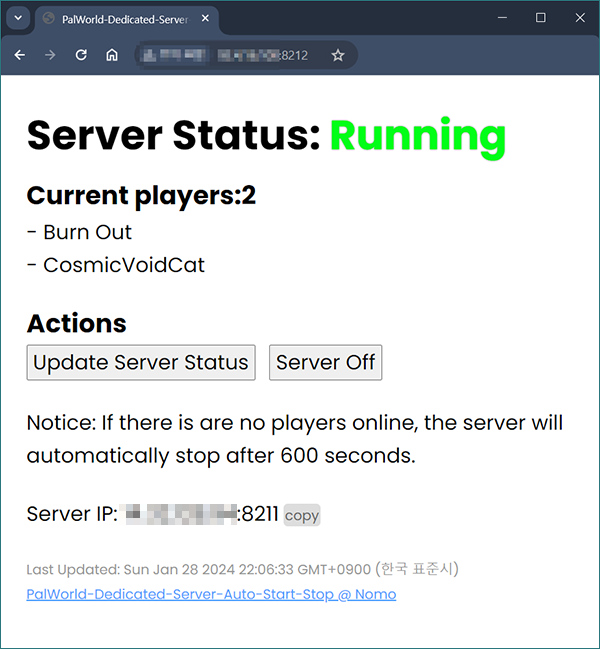 PalWorld-Dedicated-Server
:8212
Server Status: Running
Current players:2
- Burn Out
- CosmicVoidCat
Actions
Update Server Status Server Off
Notice: If there is are no players online, the server will
automatically stop after 600 seconds.
Server IP: :8211 copy
Last Updated: Sun Jan 28 2024 22:06:33 GMT+0900 (한국 표준시)
PalWorld-Dedicated-Server-Auto-Start-Stop @ Nomo